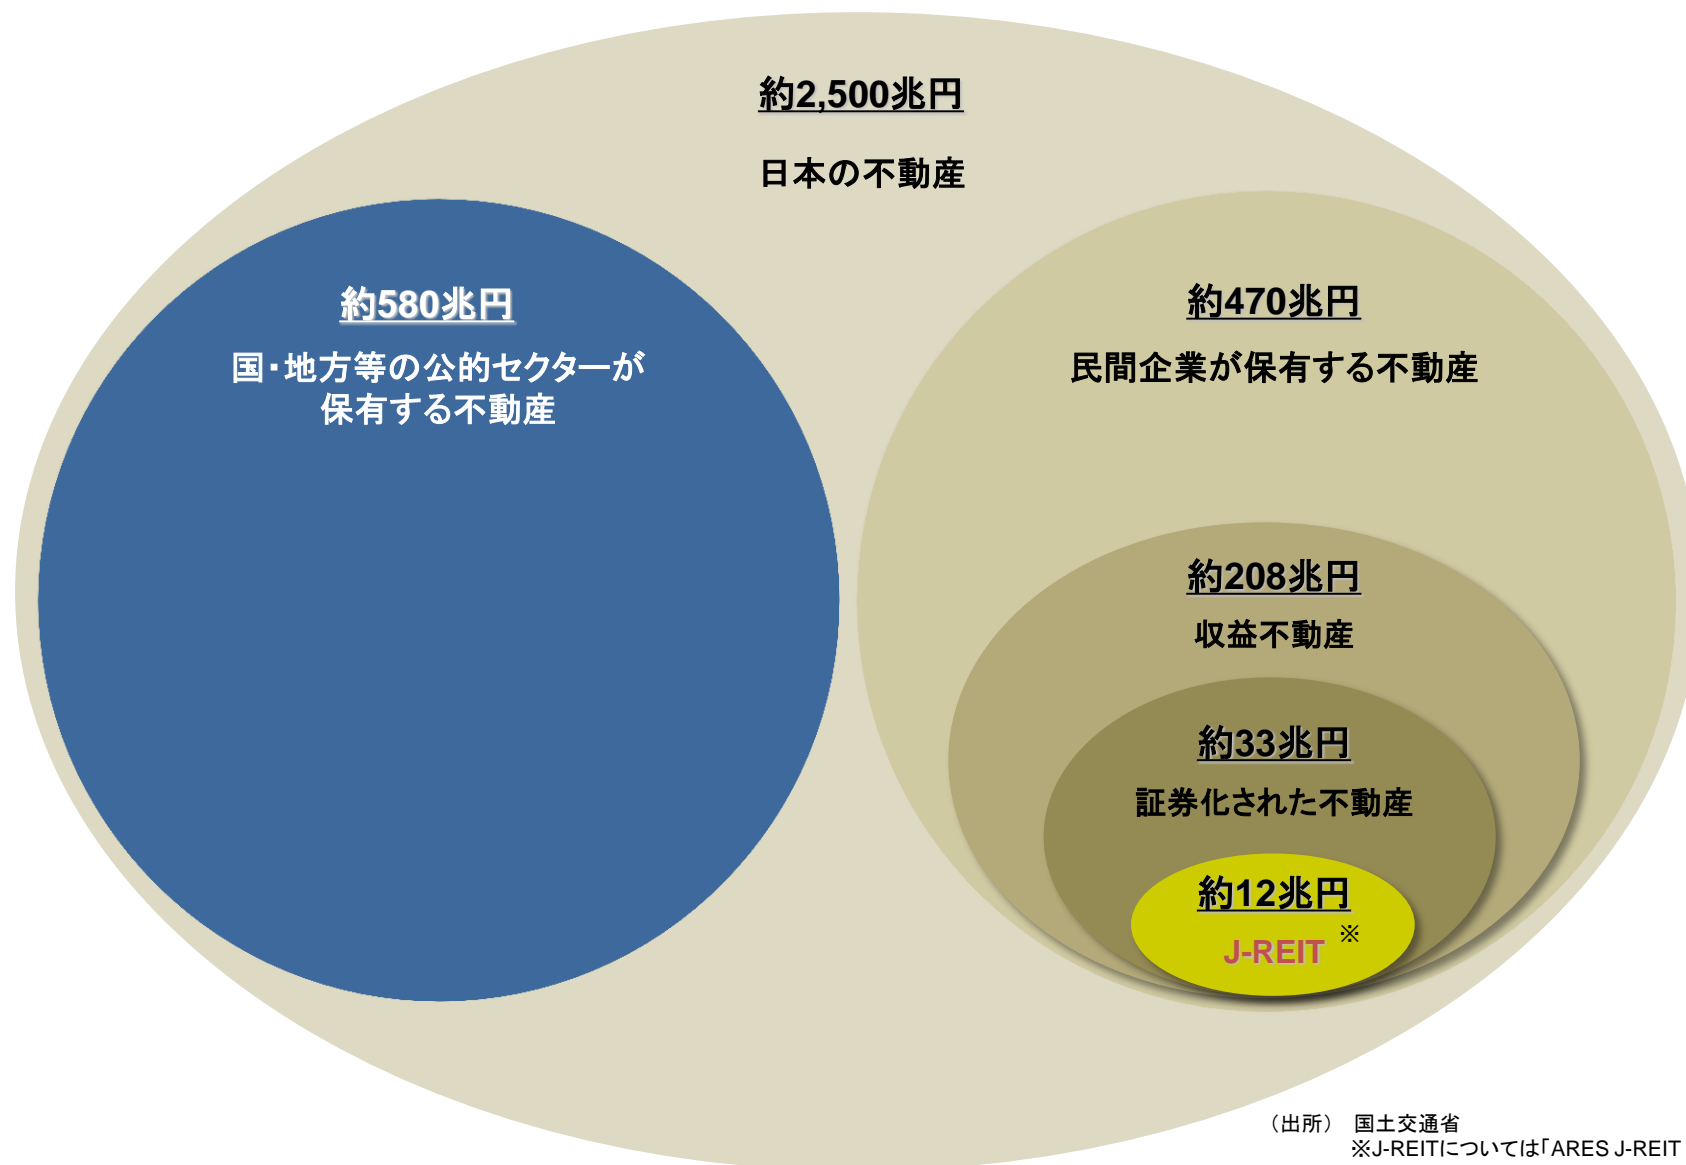 約2,500兆円
日本の不動産
約580兆円
国・地方等の公的セクターが
保有する不動産
約470兆円
民間企業が保有する不動産
約208兆円
収益不動産
約33兆円
証券化された不動産
約12兆円
J-REIT ※
（出所） 国土交通省
※J-REITについては「ARES J-REIT